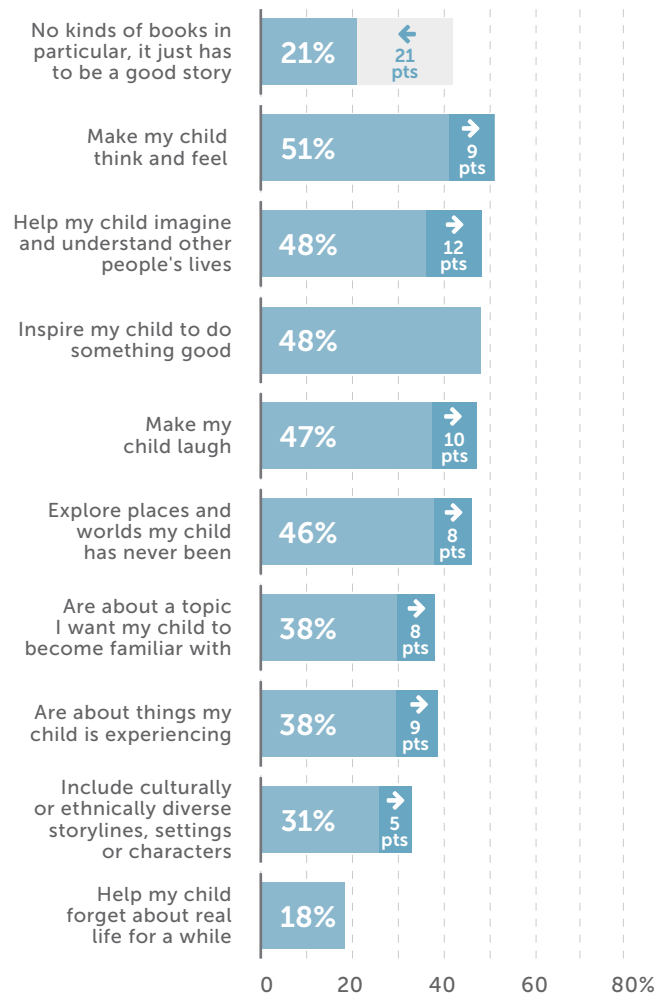 No kinds of books in
particular, it just has
to be a good story
21%
21
pts
Make my child
think and feel
51%
9
pts
Help my child imagine
and understand other
people's lives
48%
12
pts
Inspire my child to do
something good
48%
Make my
child laugh
47%
10
pts
Explore places and
worlds my child
has never been
46%
8
pts
Are about a topic
I want my child to
become familiar with
38%
8
pts
Are about things my
child is experiencing
38%
9
pts
Include culturally
or ethnically diverse
storylines, settings
or characters
31%
5
pts
Help my child
forget about real
life for a while
18%
0 20 40 60 80%